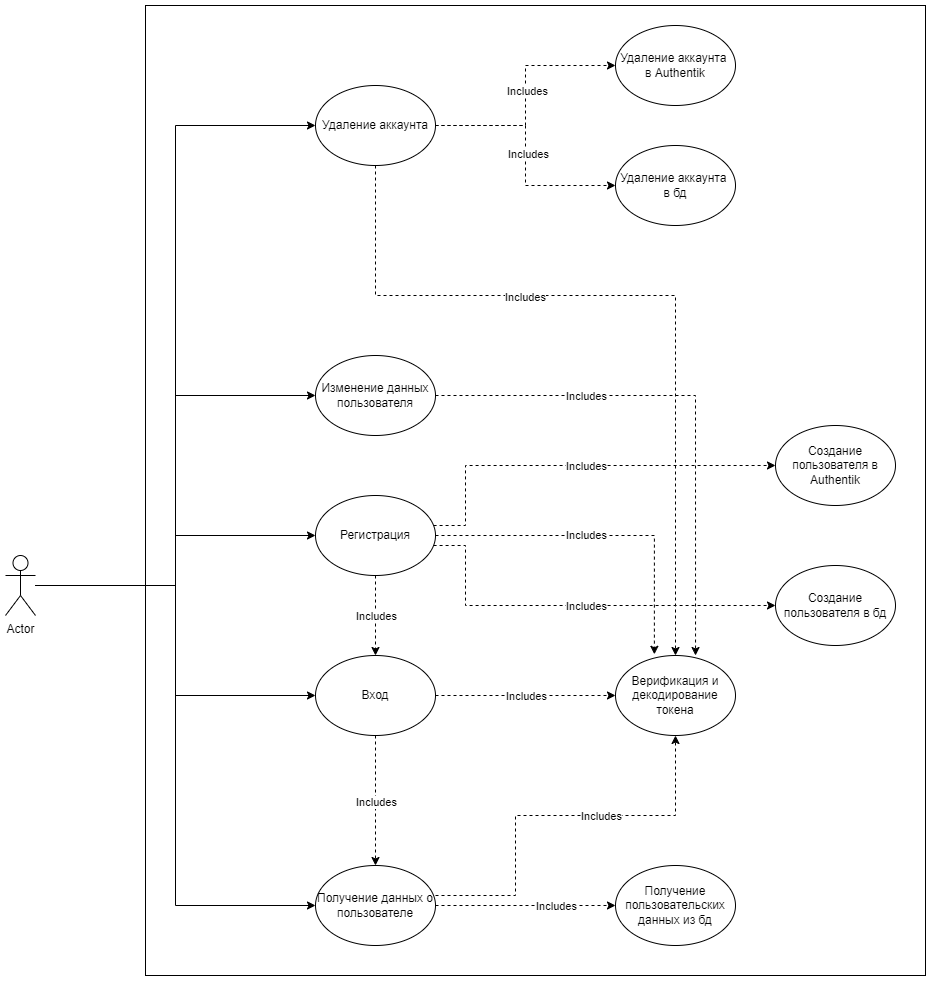 Удаление аккаунта
в Authentik
Includes
Удаление аккаунта
Includes
Удаление аккаунта
в бд
Includes
Изменение данных
пользователя
Includes
Создание
пользователя в
Authentik
Includes
Регистрация
Includes
Includes
Создание
пользователя в бд
Actor
Includes
Вход
Includes
Верификация и
декодирование
токена
Includes
Includes
Получение данных о
пользователе
Includes
Получение
пользовательских
данных из бд